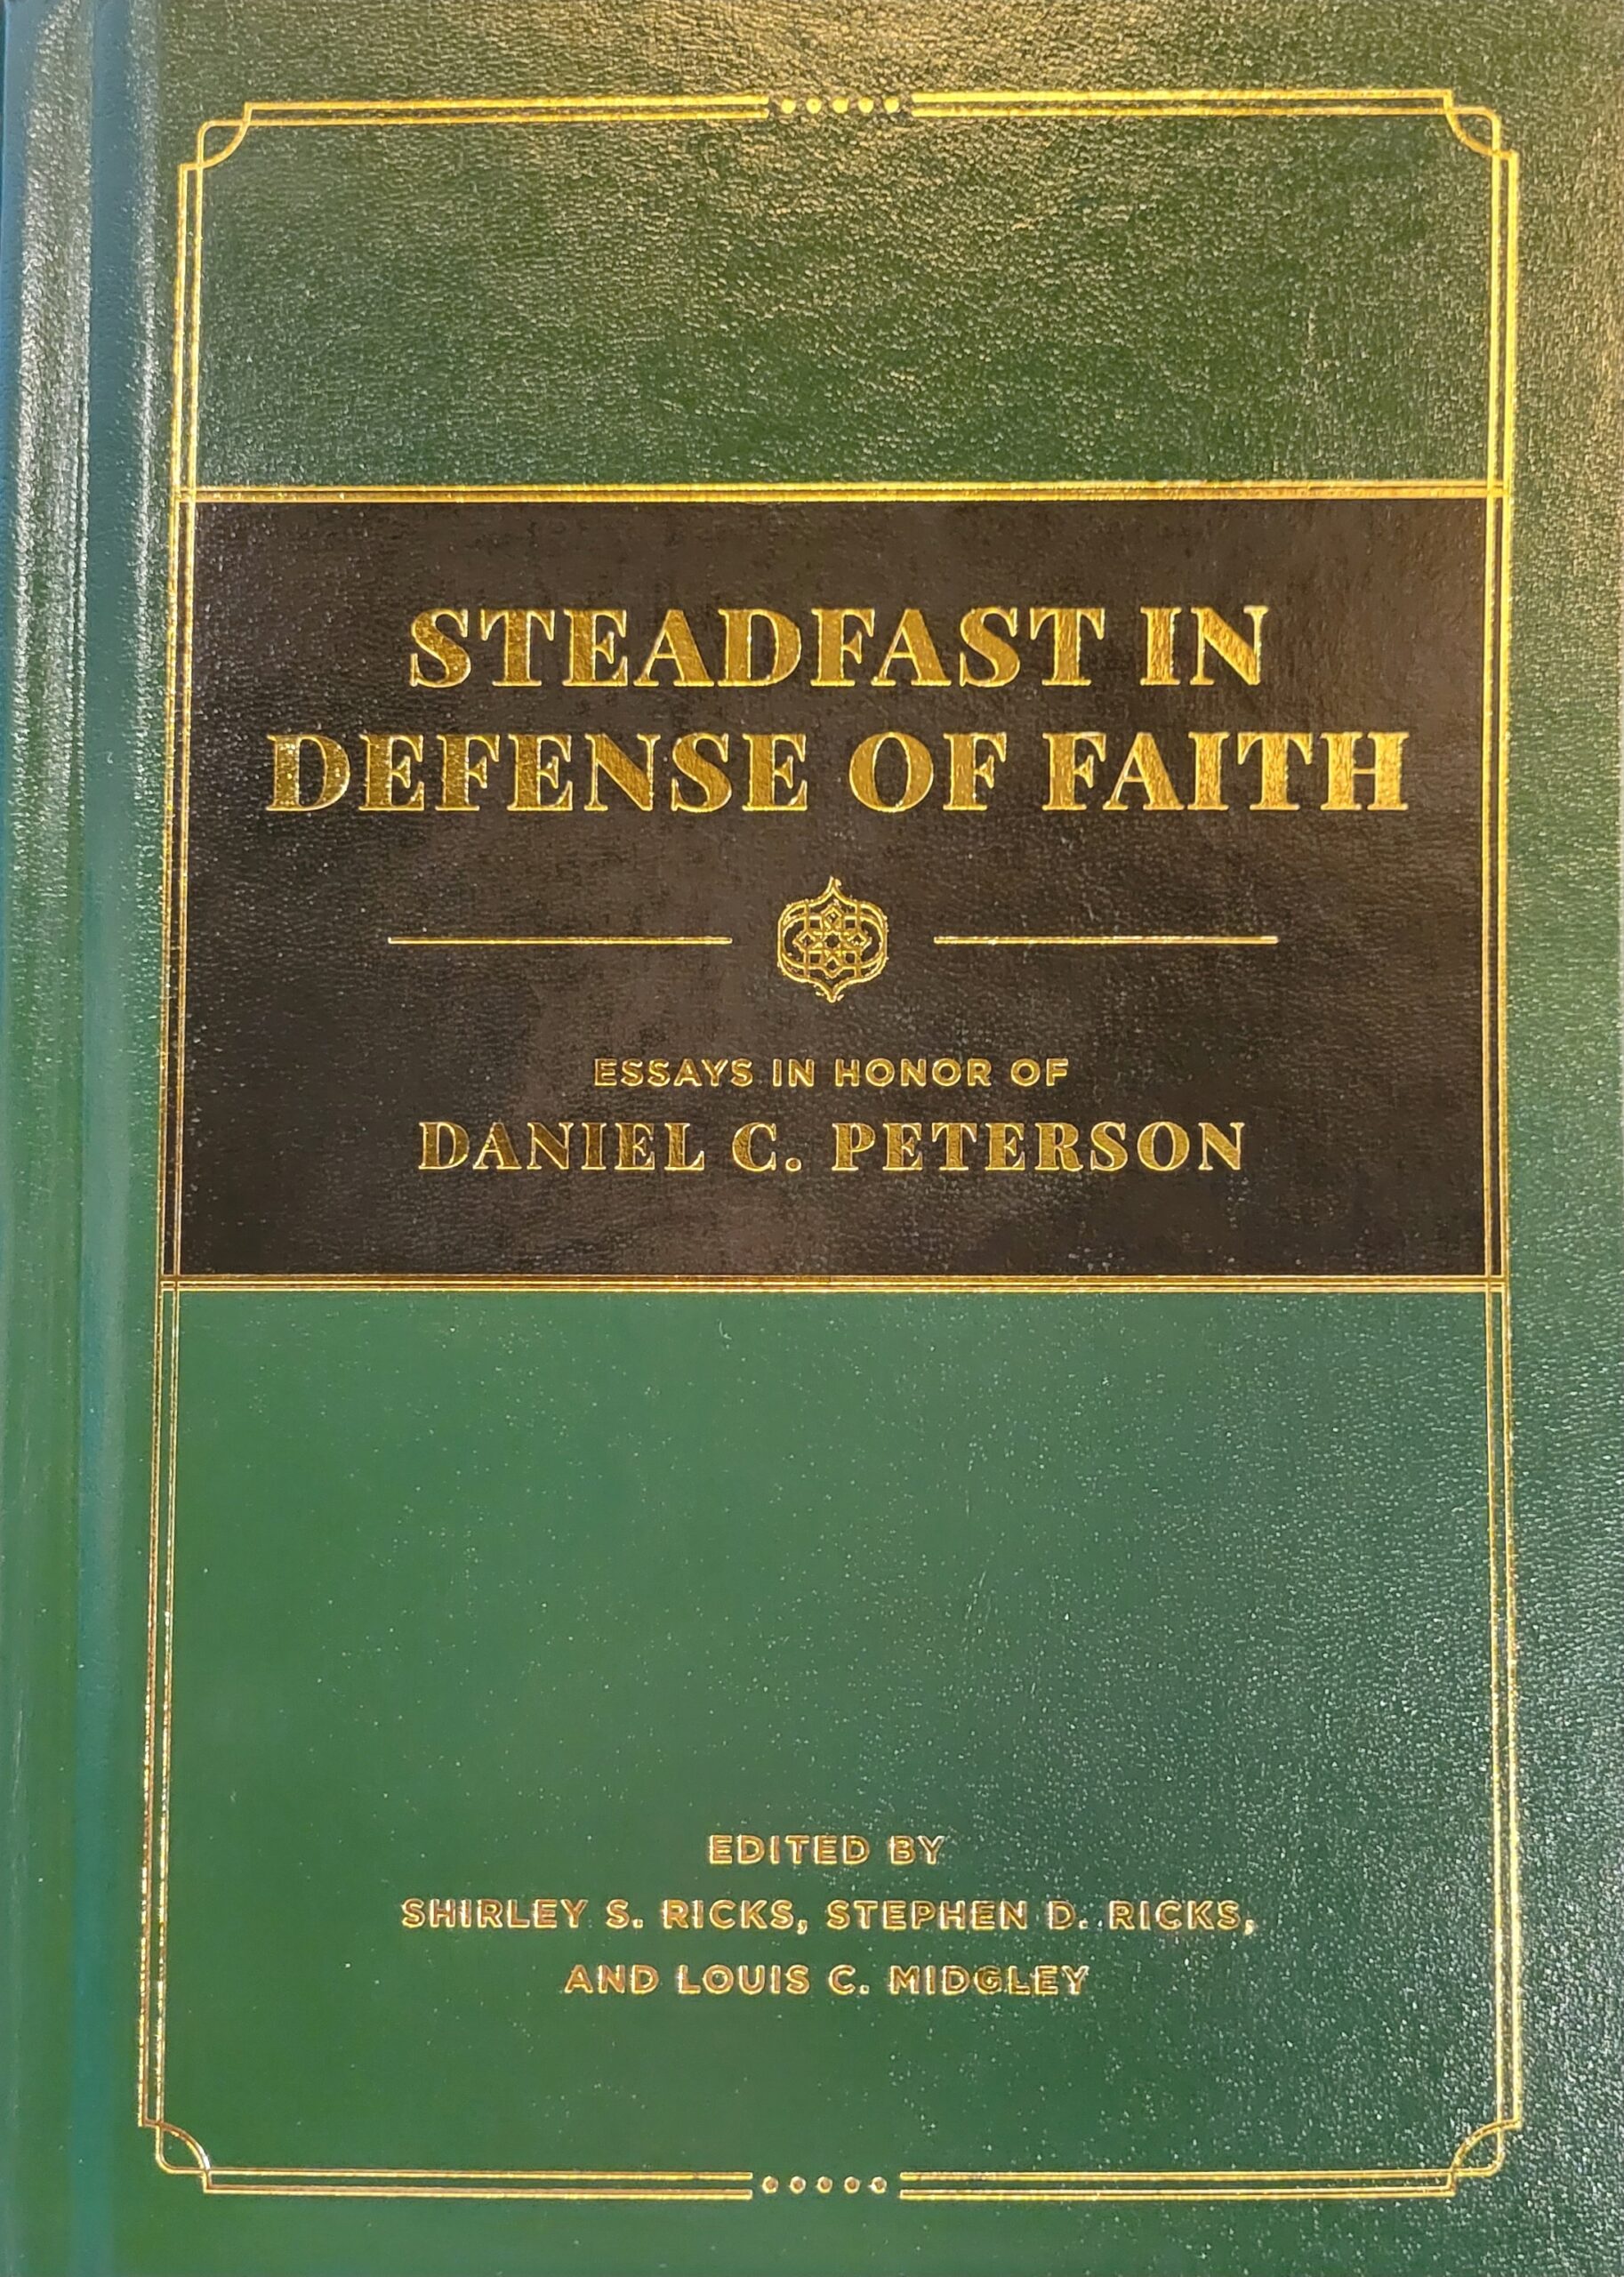 STEADFAST IN
DEFENSE OF FAITH
ESSAYS IN HONOR OF
DANIEL C. PETERSON
EDITED BY
SHIRLEY S. RICKS, STEPHEN D. RICKS,
AND LOUIS C. MIDGLEY